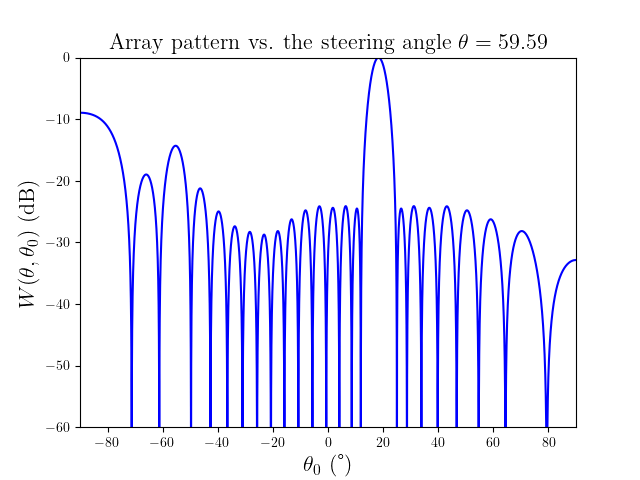 Array pattern vs. the steering angle θ = 59.59
W(θ, θ₀) (dB)
0
−10
−20
−30
−40
−50
−60
−80 −60 −40 −20 0 20 40 60 80
θ₀ (°)